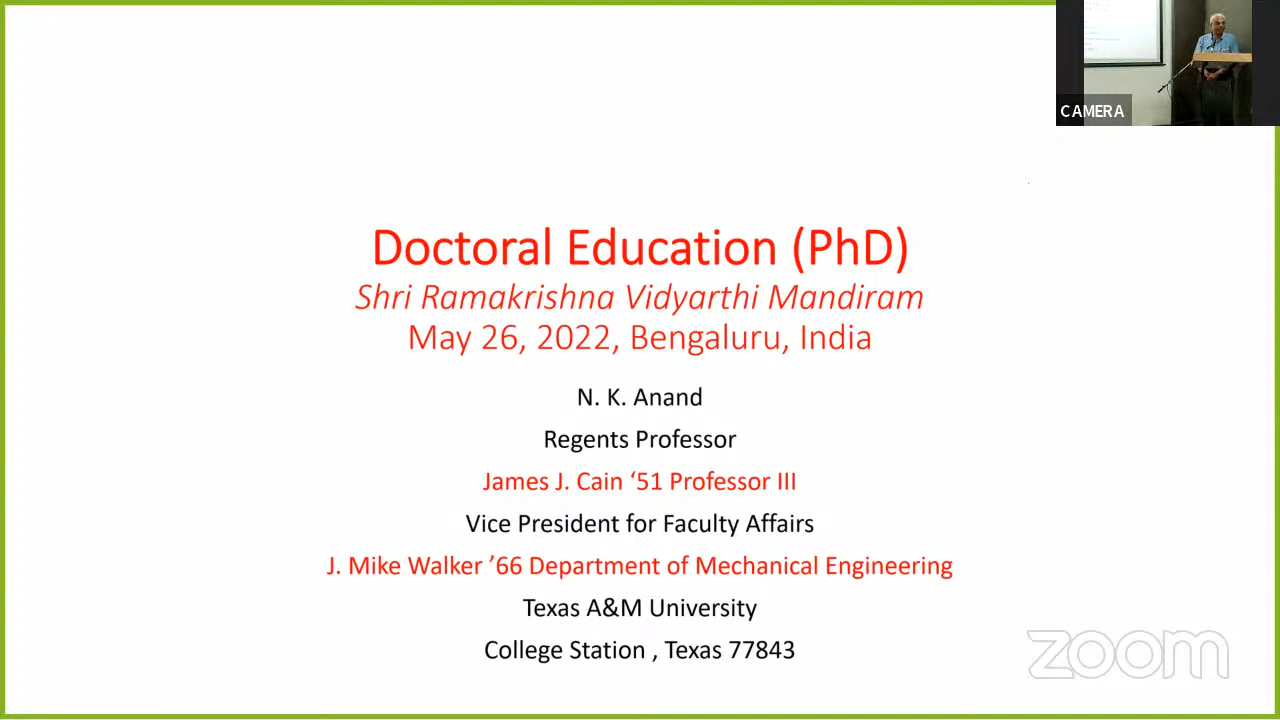 CAMERA
Doctoral Education (PhD)
Shri Ramakrishna Vidyarthi Mandiram
May 26, 2022, Bengaluru, India
N. K. Anand
Regents Professor
James J. Cain ‘51 Professor III
Vice President for Faculty Affairs
J. Mike Walker ’66 Department of Mechanical Engineering
Texas A&M University
College Station , Texas 77843
zoom